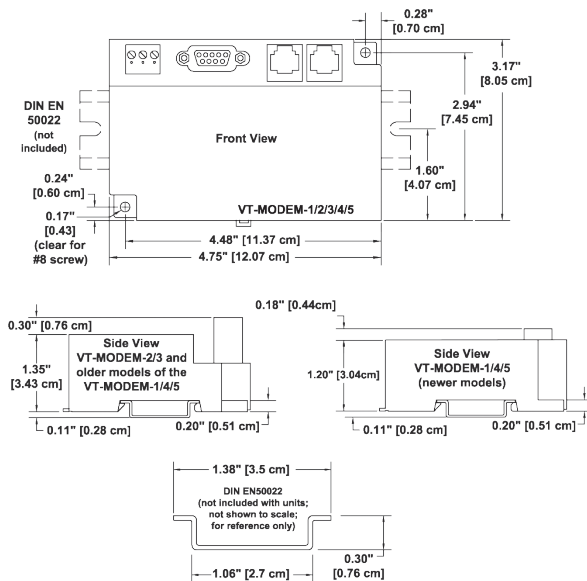 0.28"
[0.70 cm]
3.17"
[8.05 cm]
2.94"
[7.45 cm]
DIN EN
50022
(not
included)
Front View
1.60"
[4.07 cm]
0.24"
[0.60 cm]
0.17"
[0.43]
(clear for
#8 screw)
VT-MODEM-1/2/3/4/5
4.48" [11.37 cm]
4.75" [12.07 cm]
0.30" [0.76 cm]
1.35"
[3.43 cm]
Side View
VT-MODEM-2/3 and
older models of the
VT-MODEM-1/4/5
0.11" [0.28 cm]
0.20" [0.51 cm]
0.18" [0.44cm]
1.20" [3.04cm]
Side View
VT-MODEM-1/4/5
(newer models)
0.11" [0.28 cm]
0.20" [0.51 cm]
1.38" [3.5 cm]
DIN EN50022
(not included with units;
not shown to scale;
for reference only)
0.30"
[0.76 cm]
1.06" [2.7 cm]